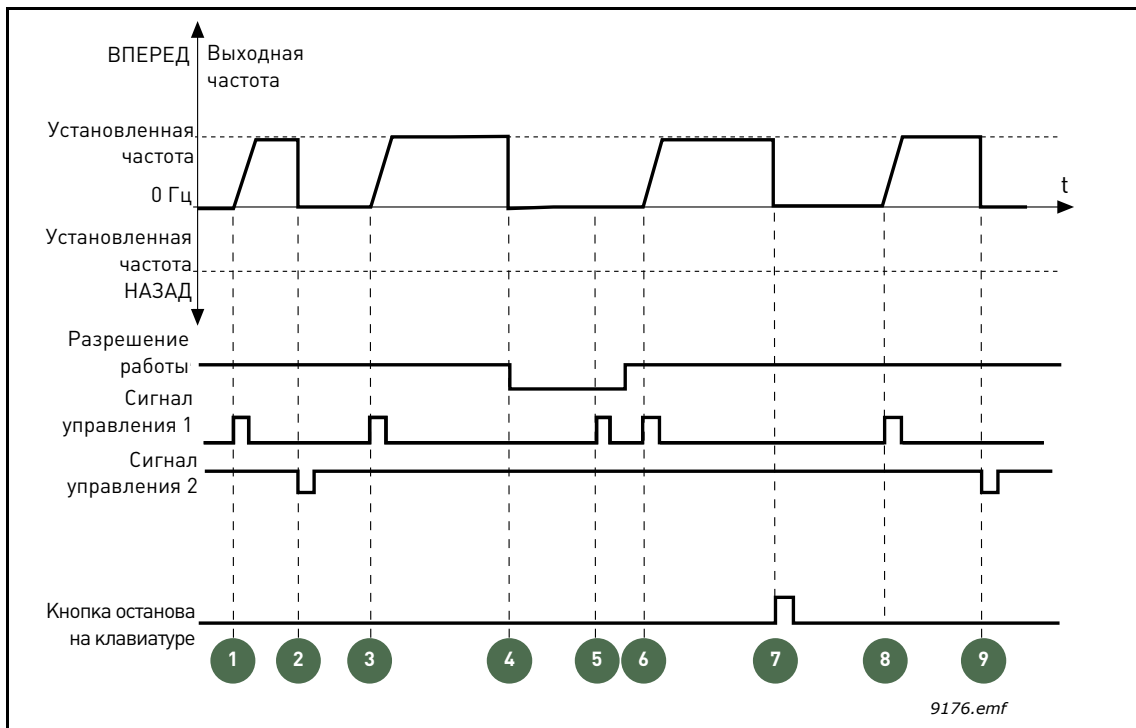 ВПЕРЕД
Выходная
частота
Установленная
частота
0 Гц
t
Установленная
частота
НАЗАД
Разрешение
работы
Сигнал
управления 1
Сигнал
управления 2
Кнопка останова
на клавиатуре
1 2 3 4 5 6 7 8 9
9176.emf